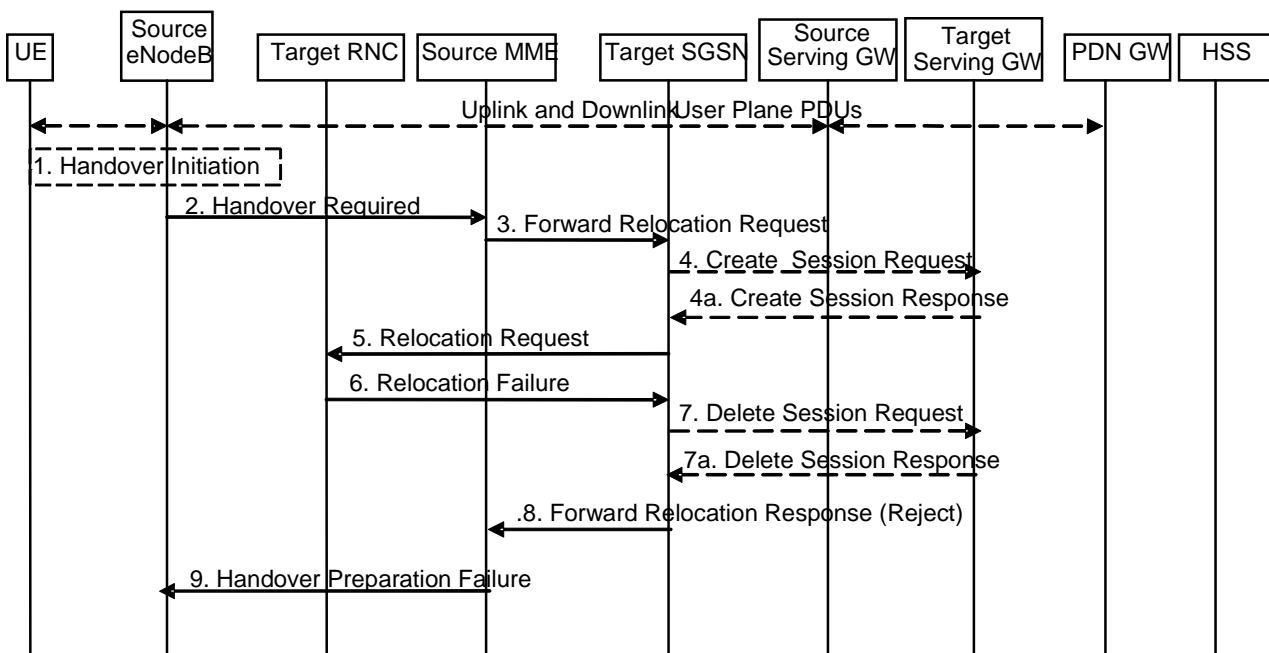 UE
Source
eNodeB
Target RNC
Source MME
Target SGSN
Source
Serving GW
Target
Serving GW
PDN GW
HSS
Uplink and Downlink User Plane PDUs
1. Handover Initiation
2. Handover Required
3. Forward Relocation Request
4. Create Session Request
4a. Create Session Response
5. Relocation Request
6. Relocation Failure
7. Delete Session Request
7a. Delete Session Response
.8. Forward Relocation Response (Reject)
9. Handover Preparation Failure